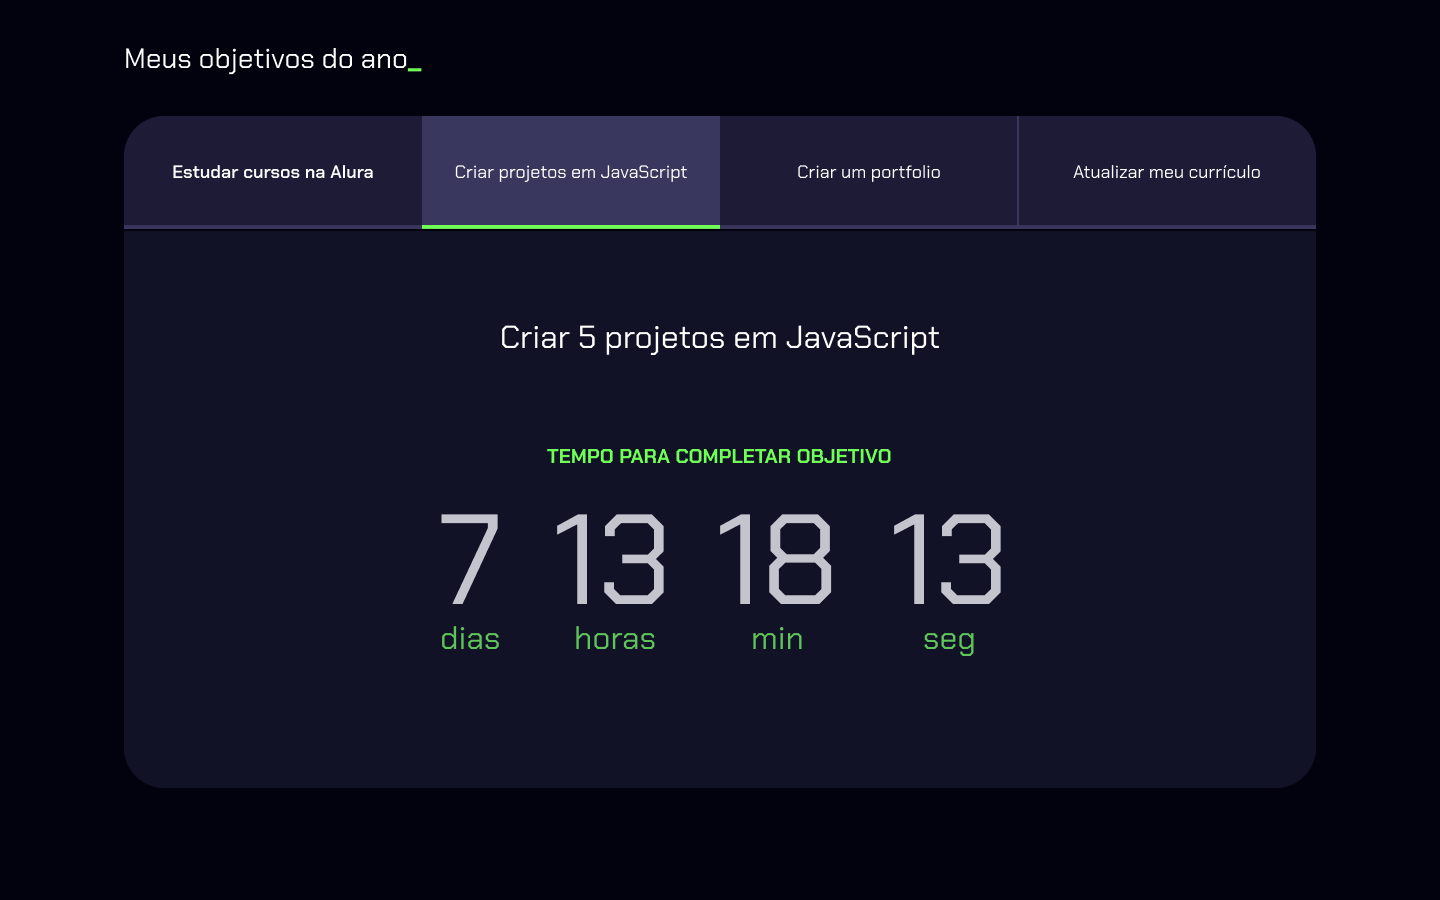 Meus objetivos do ano_
Estudar cursos na Alura
Criar projetos em JavaScript
Criar um portfolio
Atualizar meu currículo
Criar 5 projetos em JavaScript
TEMPO PARA COMPLETAR OBJETIVO
7 13 18 13
dias horas min seg